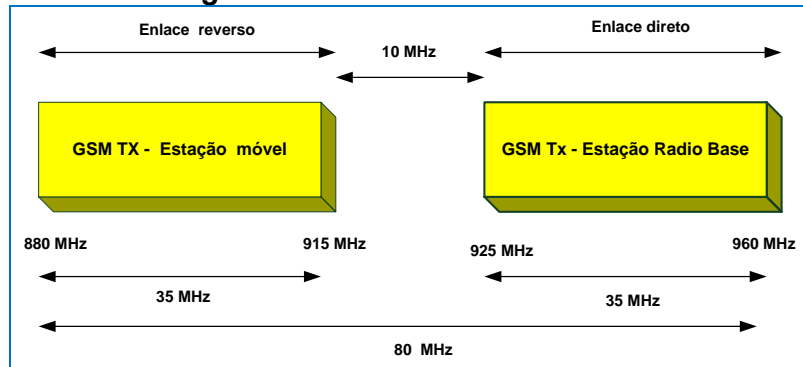 Enlace reverso
Enlace direto
10 MHz
GSM TX - Estação móvel
GSM Tx - Estação Radio Base
880 MHz
915 MHz
925 MHz
960 MHz
35 MHz
35 MHz
80 MHz